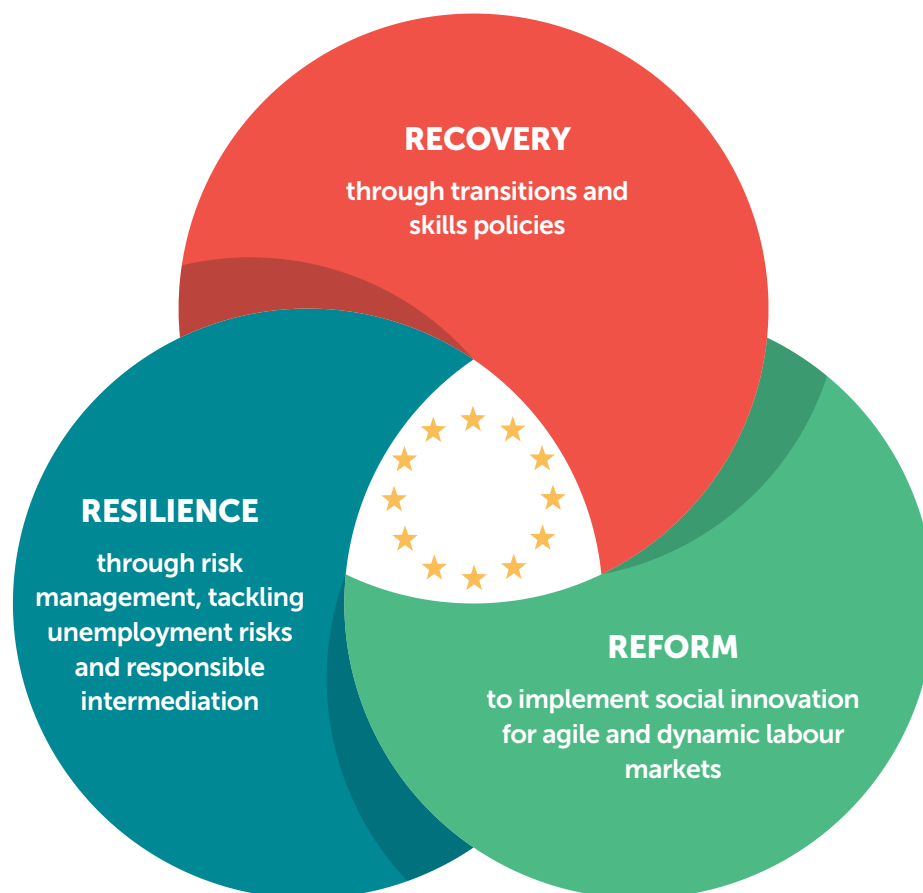 RECOVERY
through transitions and
skills policies
RESILIENCE
through risk
management, tackling
unemployment risks
and responsible
intermediation
REFORM
to implement social innovation
for agile and dynamic labour
markets